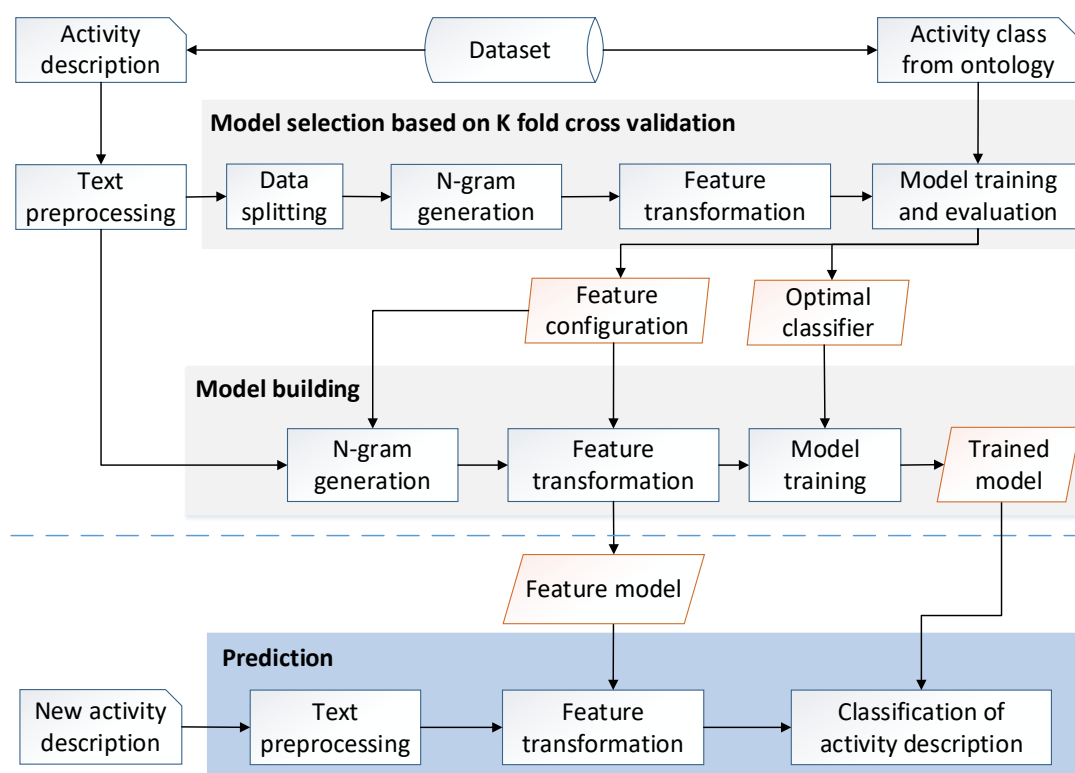 Activity
description
Dataset
Activity class
from ontology
Model selection based on K fold cross validation
Text
preprocessing
Data
splitting
N-gram
generation
Feature
transformation
Model training
and evaluation
Feature
configuration
Optimal
classifier
Model building
N-gram
generation
Feature
transformation
Model
training
Trained
model
Feature model
Prediction
New activity
description
Text
preprocessing
Feature
transformation
Classification of
activity description